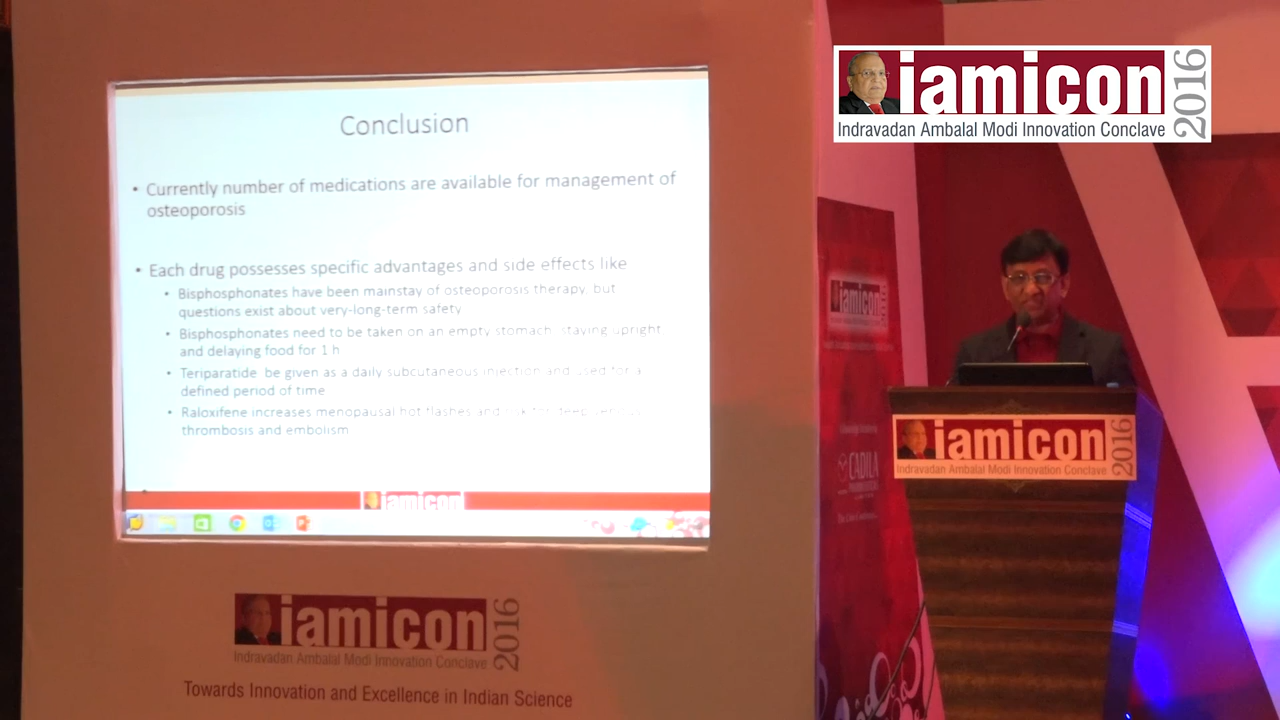 Conclusion
• Currently number of medications are available for management of
osteoporosis
• Each drug possesses specific advantages and side effects like
• Bisphosphonates have been mainstay of osteoporosis therapy, but
questions exist about very-long-term safety
• Bisphosphonates need to be taken on an empty stomach, staying upright
and delaying food for 1 h
• Teriparatide be given as a daily subcutaneous injection and used for a
defined period of time
• Raloxifene increases menopausal hot flashes and risk for deep venous
thrombosis and embolism
iamicon
iamicon 2016
Indravadan Ambalal Modi Innovation Conclave
Towards Innovation and Excellence in Indian Science
iamicon 2016
Indravadan Ambalal Modi Innovation Conclave
iamicon
CADILA
iamicon 2016
Indravadan Ambalal Modi Innovation Conclave